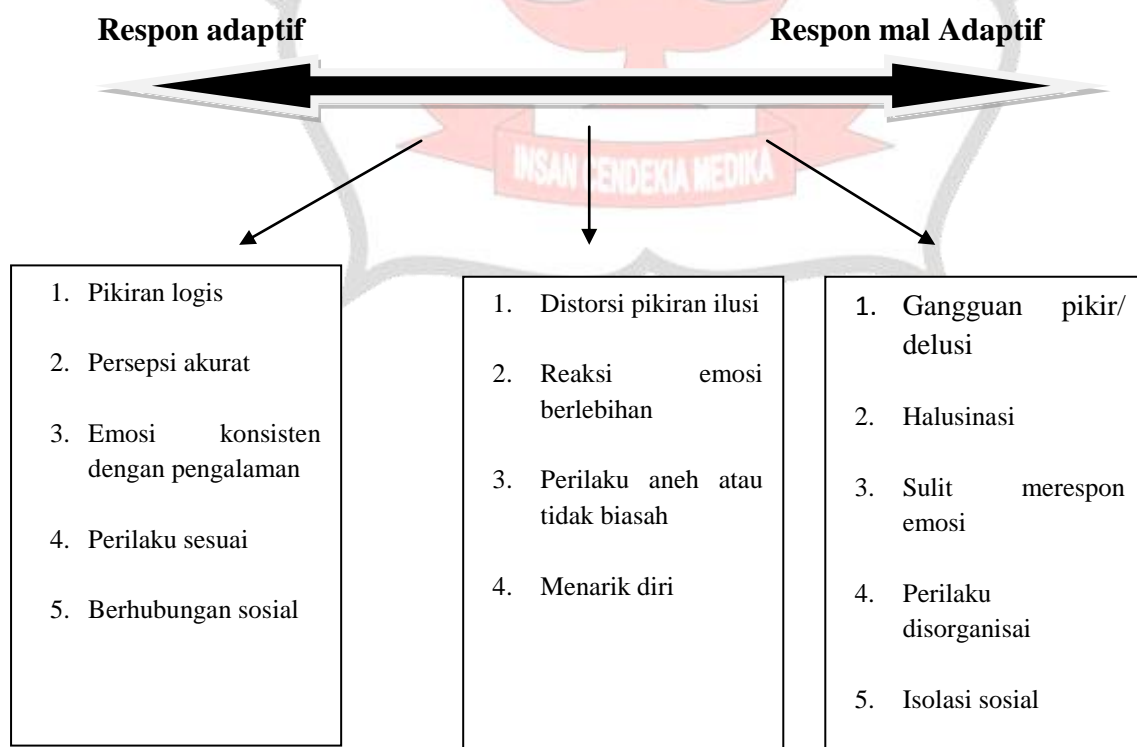 Respon adaptif
Respon mal Adaptif
INSAN CENDEKIA MEDIKA
1. Pikiran logis
2. Persepsi akurat
3. Emosi konsisten
dengan pengalaman
4. Perilaku sesuai
5. Berhubungan sosial
1. Distorsi pikiran ilusi
2. Reaksi emosi
berlebihan
3. Perilaku aneh atau
tidak biasah
4. Menarik diri
1. Gangguan pikir/
delusi
2. Halusinasi
3. Sulit merespon
emosi
4. Perilaku
disorganisai
5. Isolasi sosial